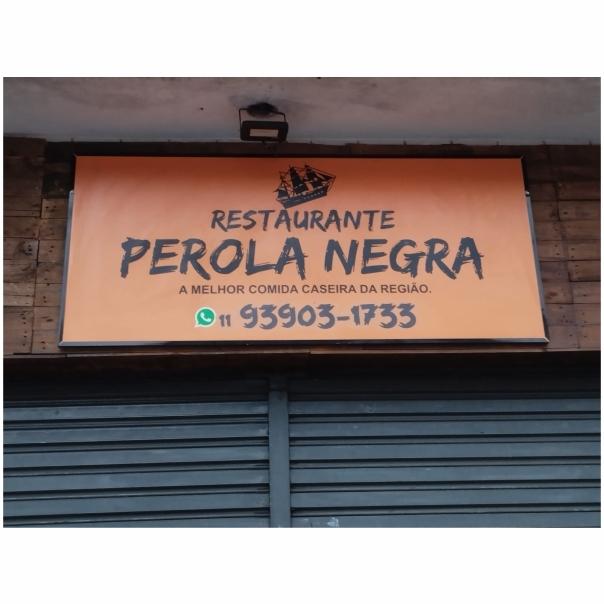 RESTAURANTE
PEROLA NEGRA
A MELHOR COMIDA CASEIRA DA REGIÃO.
11 93903-1733